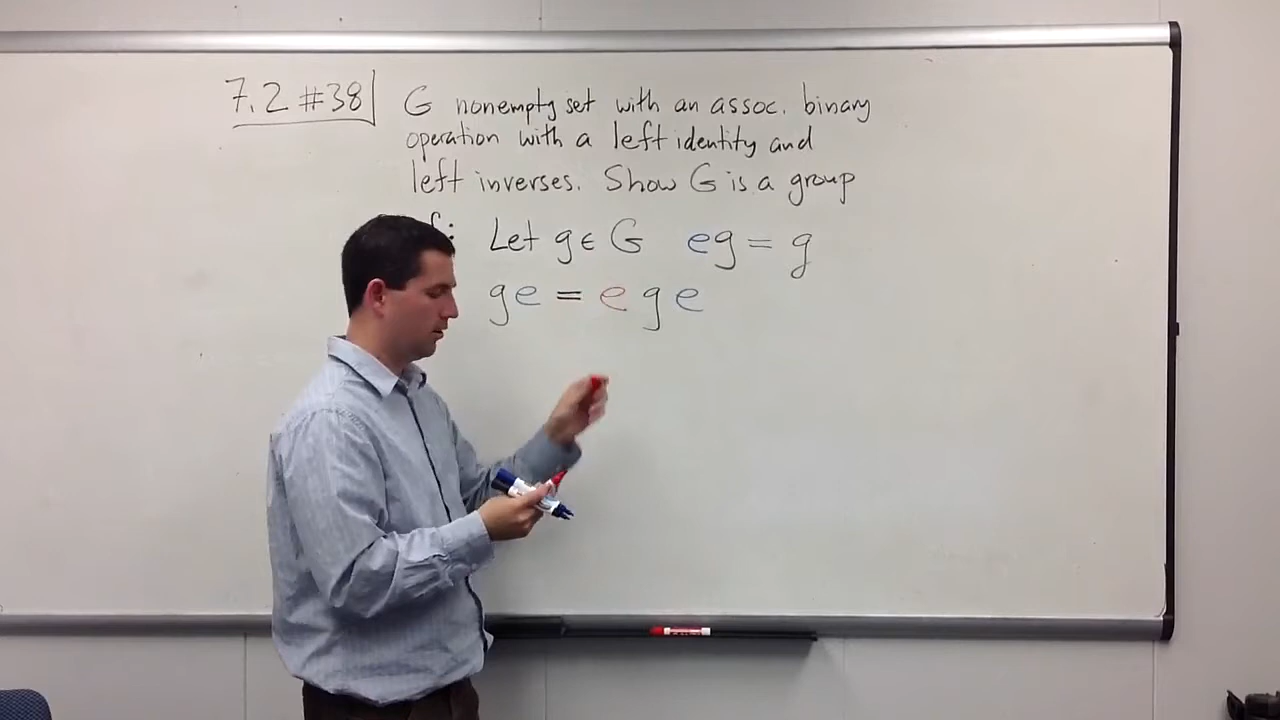 7.2 #38 G nonempty set with an assoc. binary
operation with a left identity and
left inverses. Show G is a group
Let g ∈ G eg = g
ge = e g e